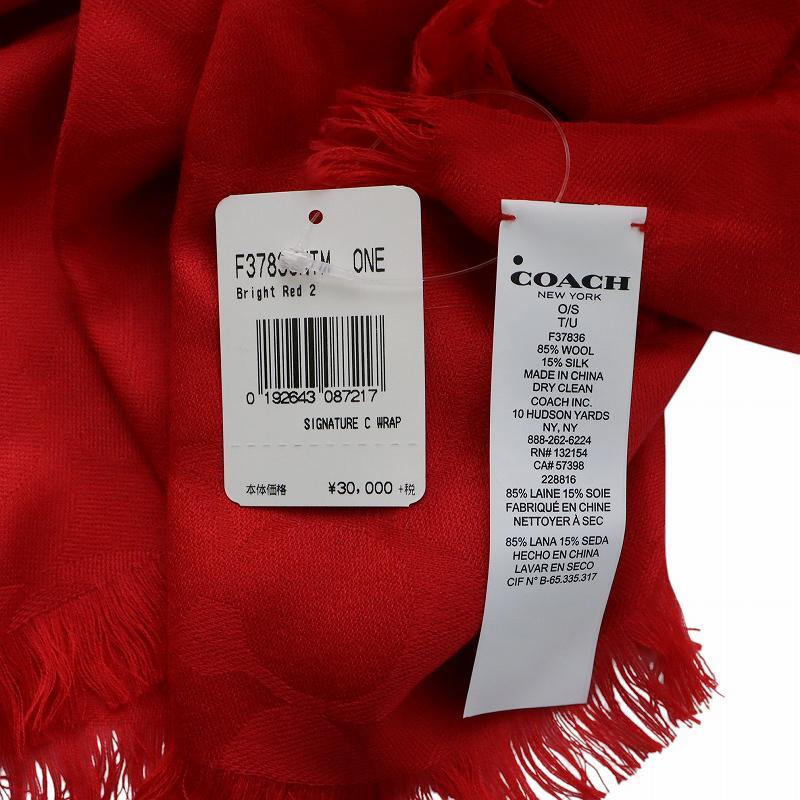 F37836NTM ONE
Bright Red 2
0 192643 087217
SIGNATURE C WRAP
本体価格 ¥30,000 +税
COACH
NEW YORK
O/S
T/U
F37836
85% WOOL
15% SILK
MADE IN CHINA
DRY CLEAN
COACH INC.
10 HUDSON YARDS
NY, NY
888-262-6224
RN# 132154
CA# 57398
228816
85% LAINE 15% SOIE
FABRIQUÉ EN CHINE
NETTOYER À SEC
85% LANA 15% SEDA
HECHO EN CHINA
LAVAR EN SECO
CIF N° B-65.335.317